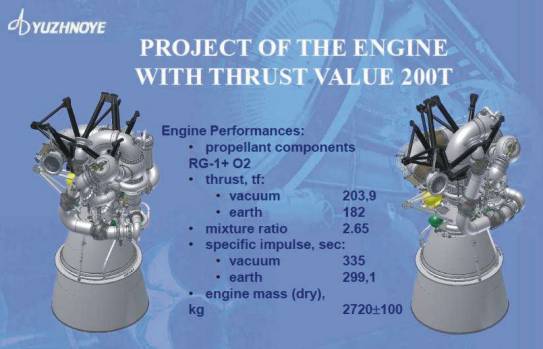 YUZHNOYE
PROJECT OF THE ENGINE
WITH THRUST VALUE 200T
Engine Performances:
• propellant components
RG-1+ O2
• thrust, tf:
• vacuum 203,9
• earth 182
• mixture ratio 2.65
• specific impulse, sec:
• vacuum 335
• earth 299,1
• engine mass (dry),
kg 2720±100